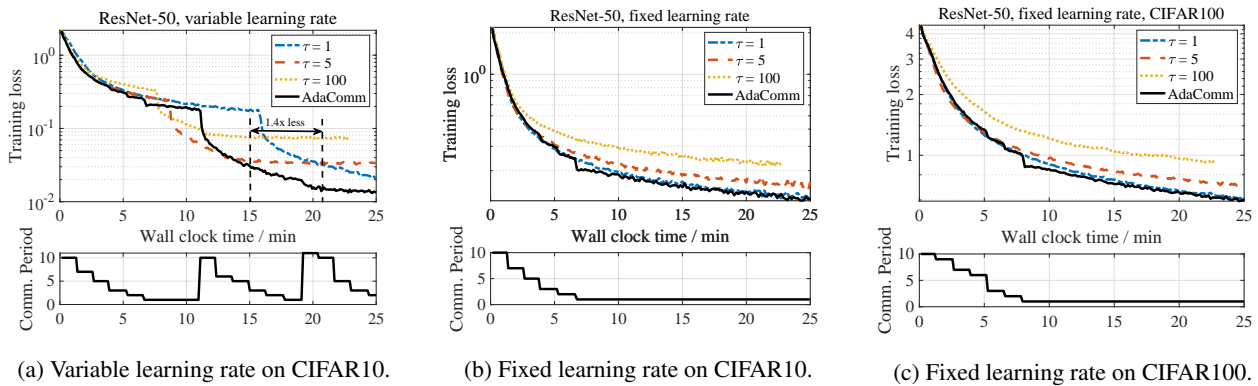 ResNet-50, variable learning rate
Training loss
10^0
10^-1
10^-2
τ = 1
τ = 5
τ = 100
AdaComm
1.4x less
0 5 10 15 20 25
Wall clock time / min
Comm. Period
10
5
0
0 5 10 15 20 25
(a) Variable learning rate on CIFAR10.
ResNet-50, fixed learning rate
Training loss
10^0
τ = 1
τ = 5
τ = 100
AdaComm
0 5 10 15 20 25
Wall clock time / min
Comm. Period
10
5
0
0 5 10 15 20 25
(b) Fixed learning rate on CIFAR10.
ResNet-50, fixed learning rate, CIFAR100
Training loss
4
3
2
1
τ = 1
τ = 5
τ = 100
AdaComm
0 5 10 15 20 25
Wall clock time / min
Comm. Period
10
5
0
0 5 10 15 20 25
(c) Fixed learning rate on CIFAR100.